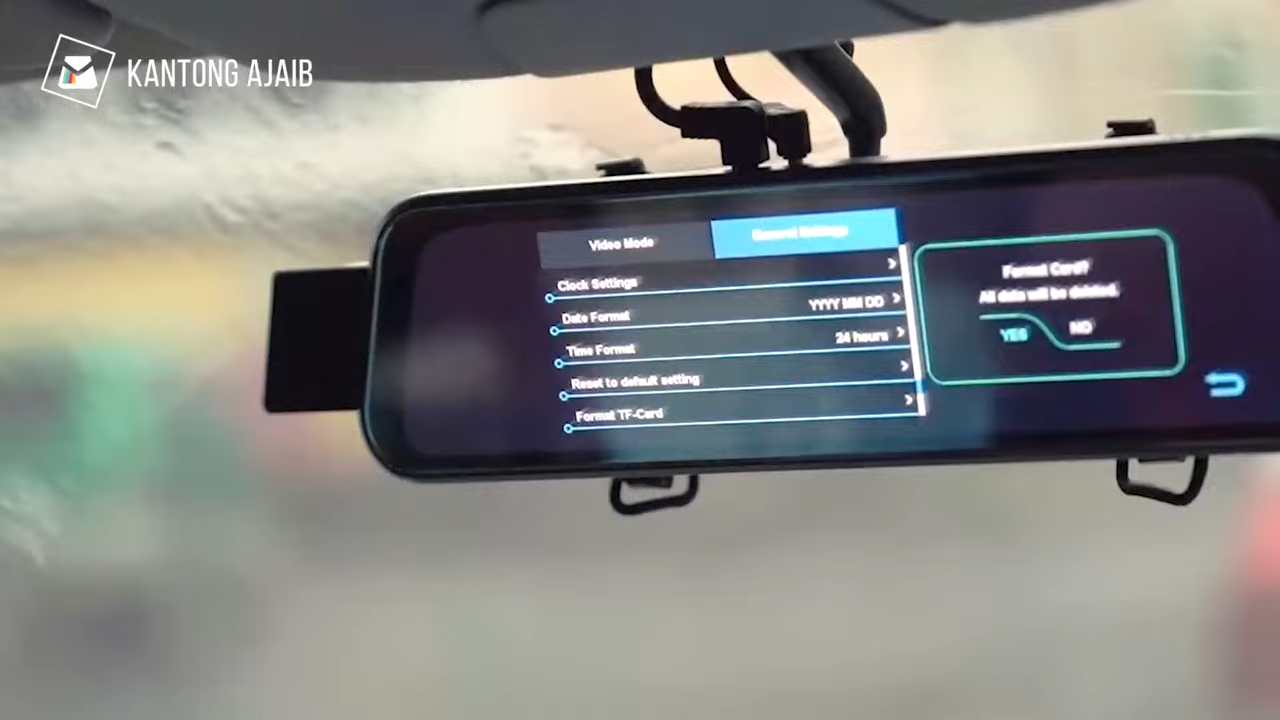 KANTONG AJAIB
Video Mode
General Settings
Clock Settings
Date Format
YYYY MM DD
Time Format
24 hours
Reset to default setting
Format TF-Card
Format Card?
All data will be deleted.
YES
NO